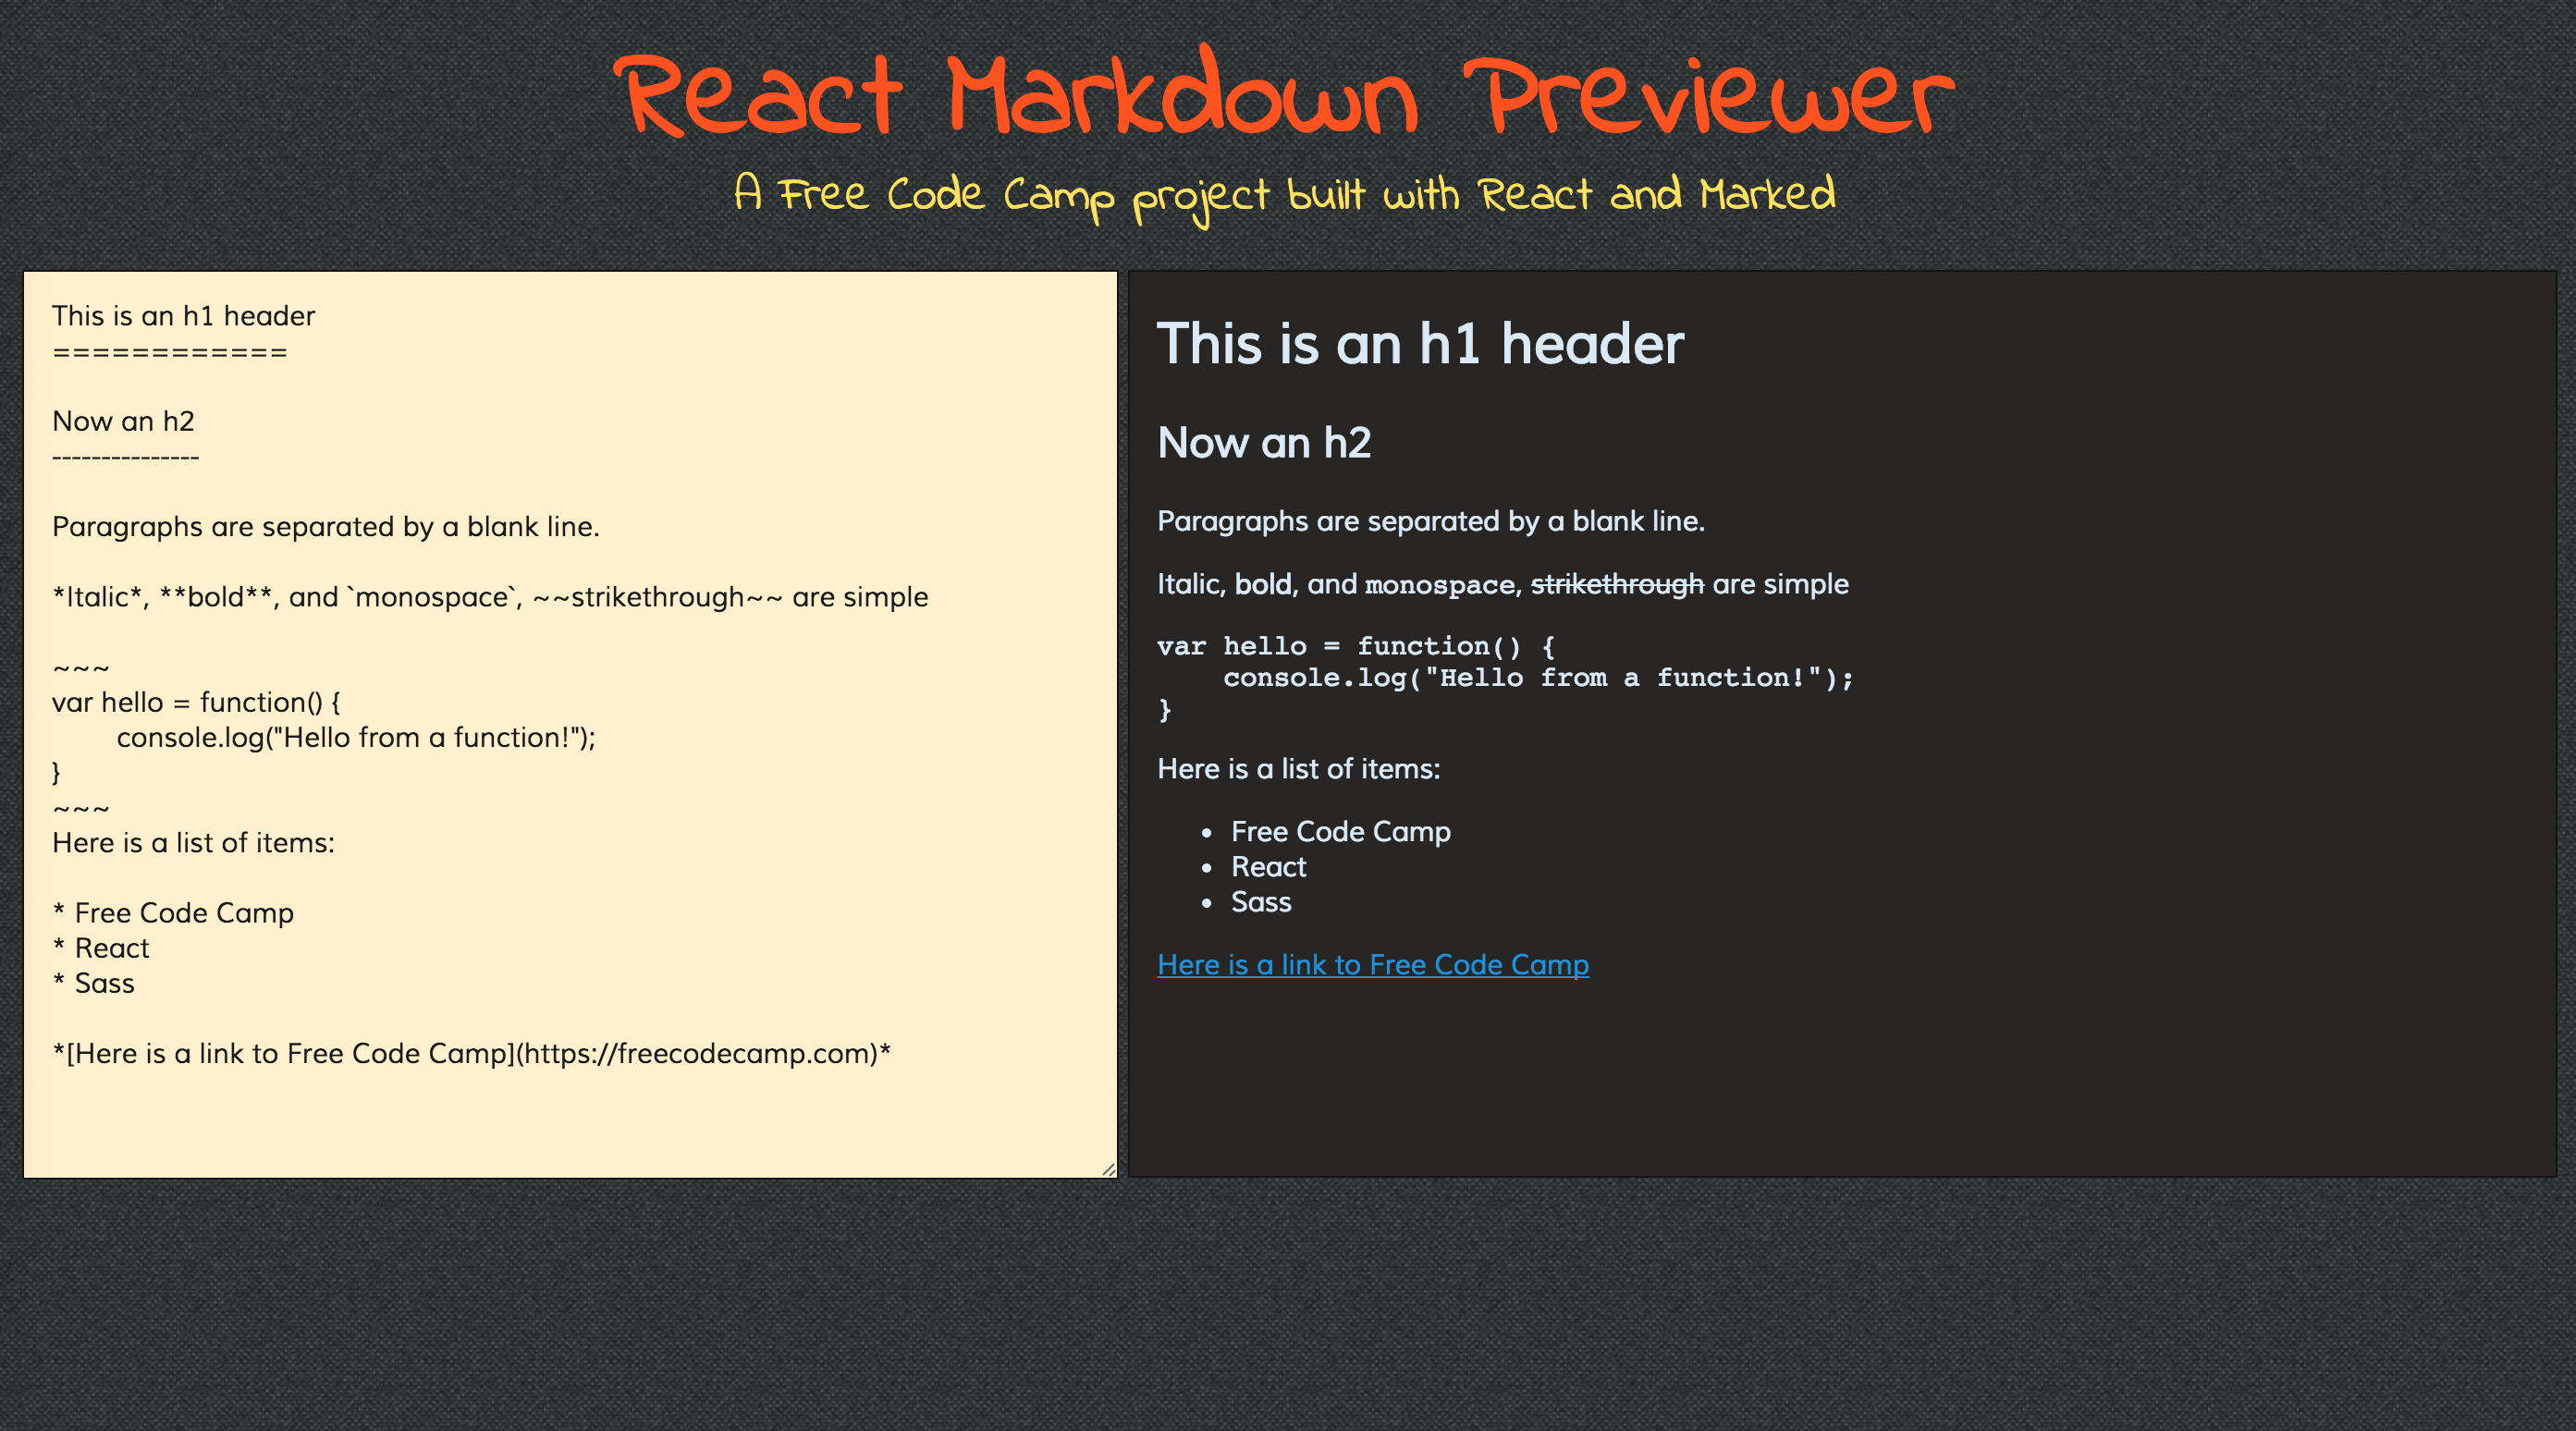 React Markdown Previewer
A Free Code Camp project built with React and Marked
This is an h1 header
============
Now an h2
---------------
Paragraphs are separated by a blank line.
*Italic*, **bold**, and `monospace`, ~~strikethrough~~ are simple
~~~
var hello = function() {
console.log("Hello from a function!");
}
~~~
Here is a list of items:
* Free Code Camp
* React
* Sass
*[Here is a link to Free Code Camp](https://freecodecamp.com)*
This is an h1 header
Now an h2
Paragraphs are separated by a blank line.
Italic, bold, and monospace, strikethrough are simple
var hello = function() {
console.log("Hello from a function!");
}
Here is a list of items:
• Free Code Camp
• React
• Sass
Here is a link to Free Code Camp